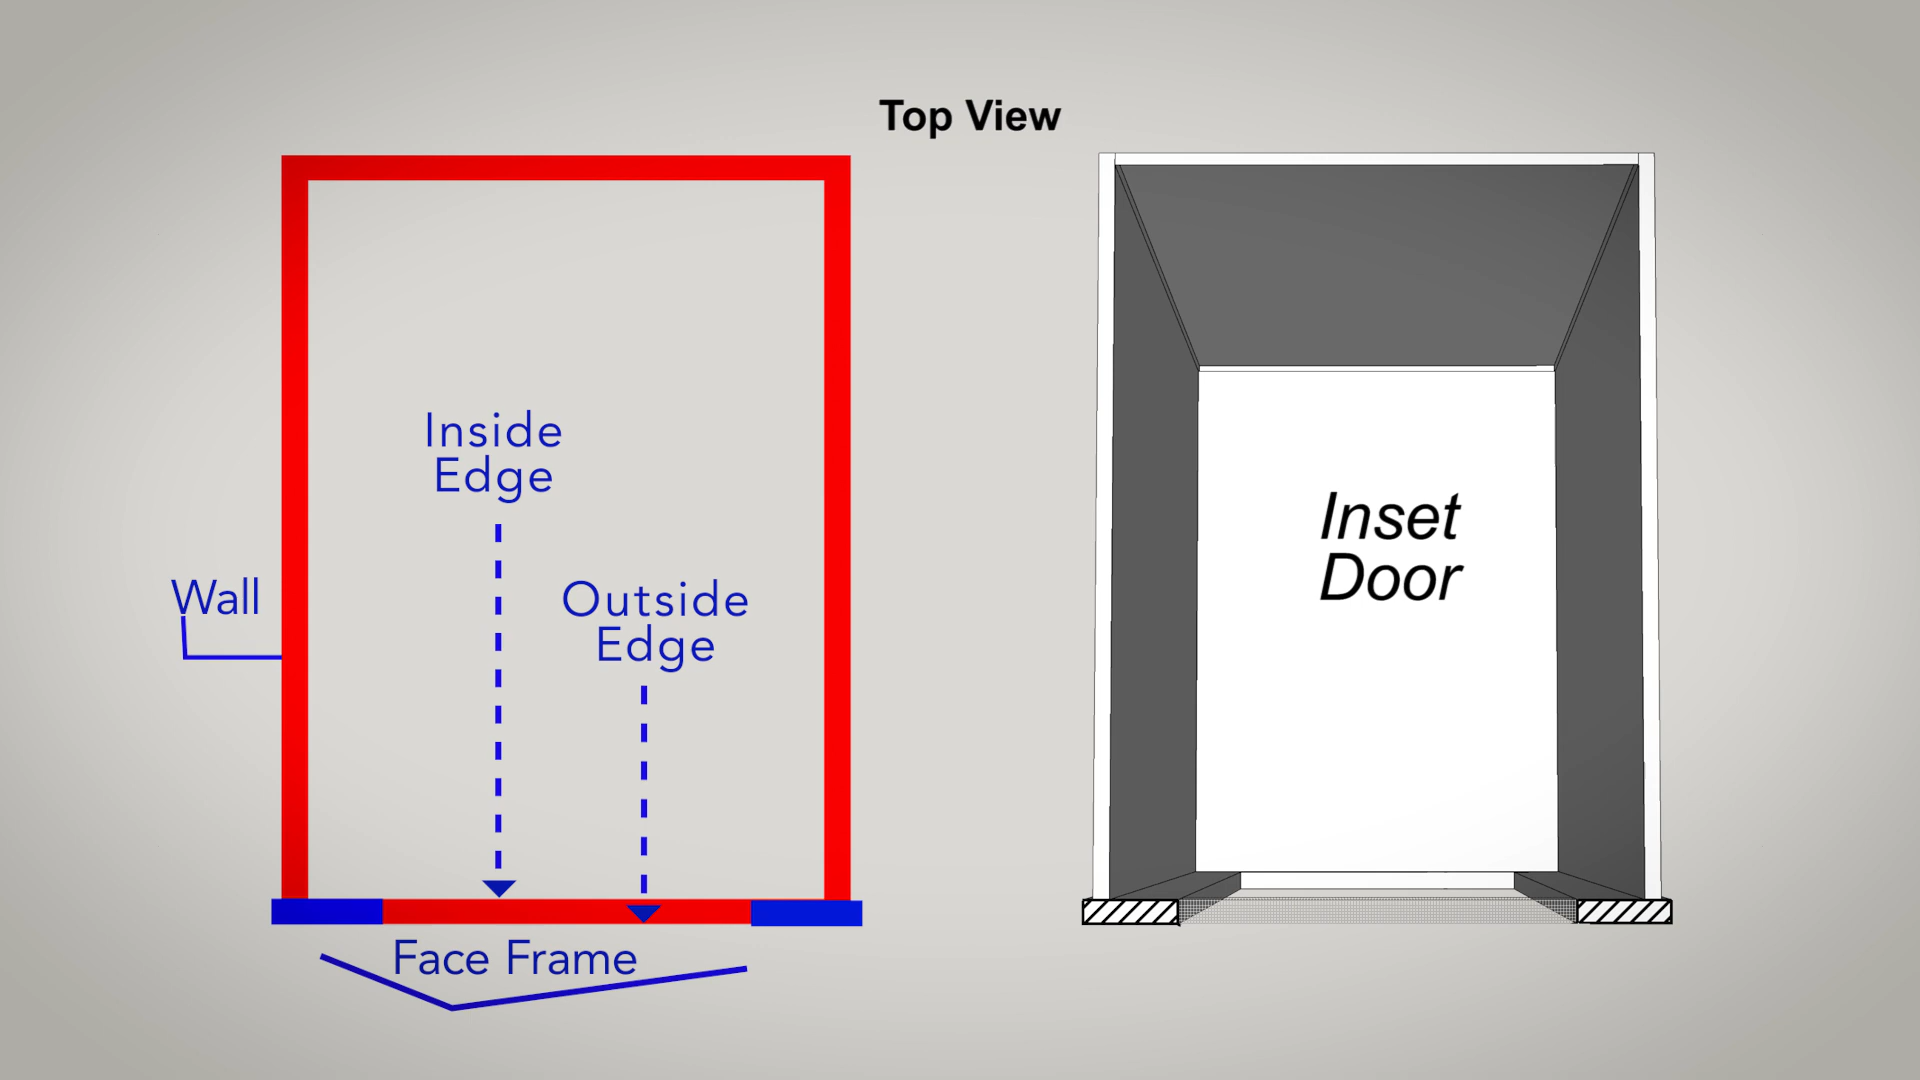 Top View
Inside
Edge
Wall
Outside
Edge
Face Frame
Inset
Door